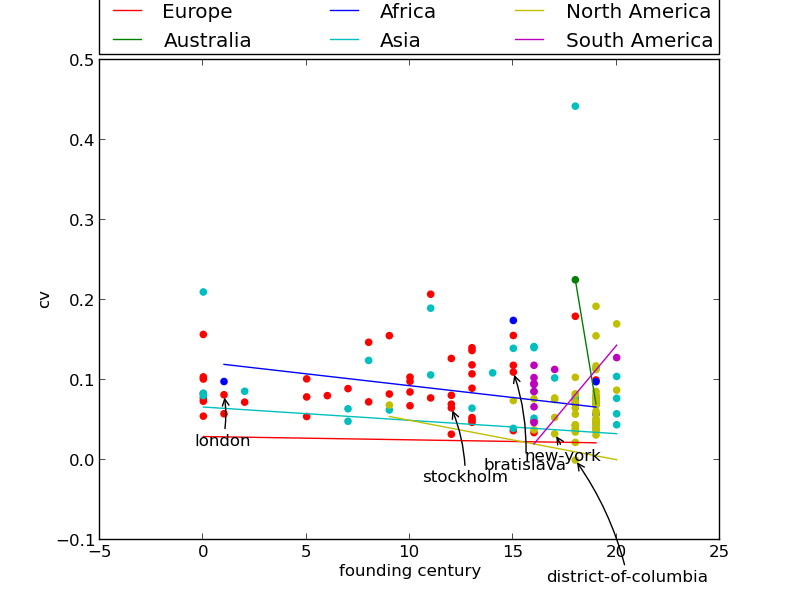 Europe Africa North America
Australia Asia South America
0.5
0.4
0.3
0.2
0.1
0.0
−0.1
cv
london
stockholm
bratislava
new-york
district-of-columbia
−5 0 5 10 15 20 25
founding century